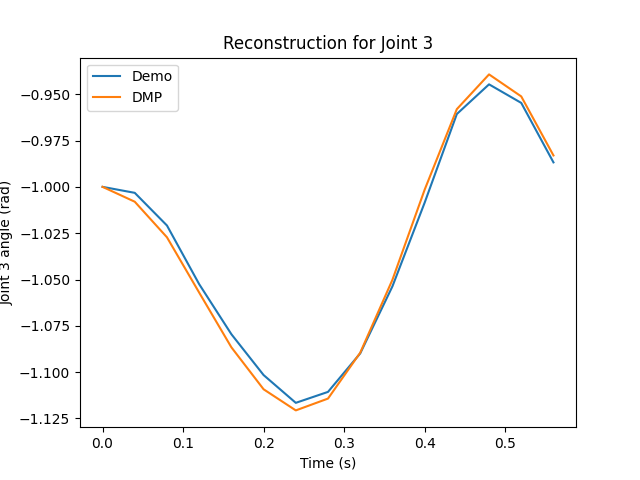 Reconstruction for Joint 3
Demo
DMP
Joint 3 angle (rad)
−0.950
−0.975
−1.000
−1.025
−1.050
−1.075
−1.100
−1.125
0.0
0.1
0.2
0.3
0.4
0.5
Time (s)